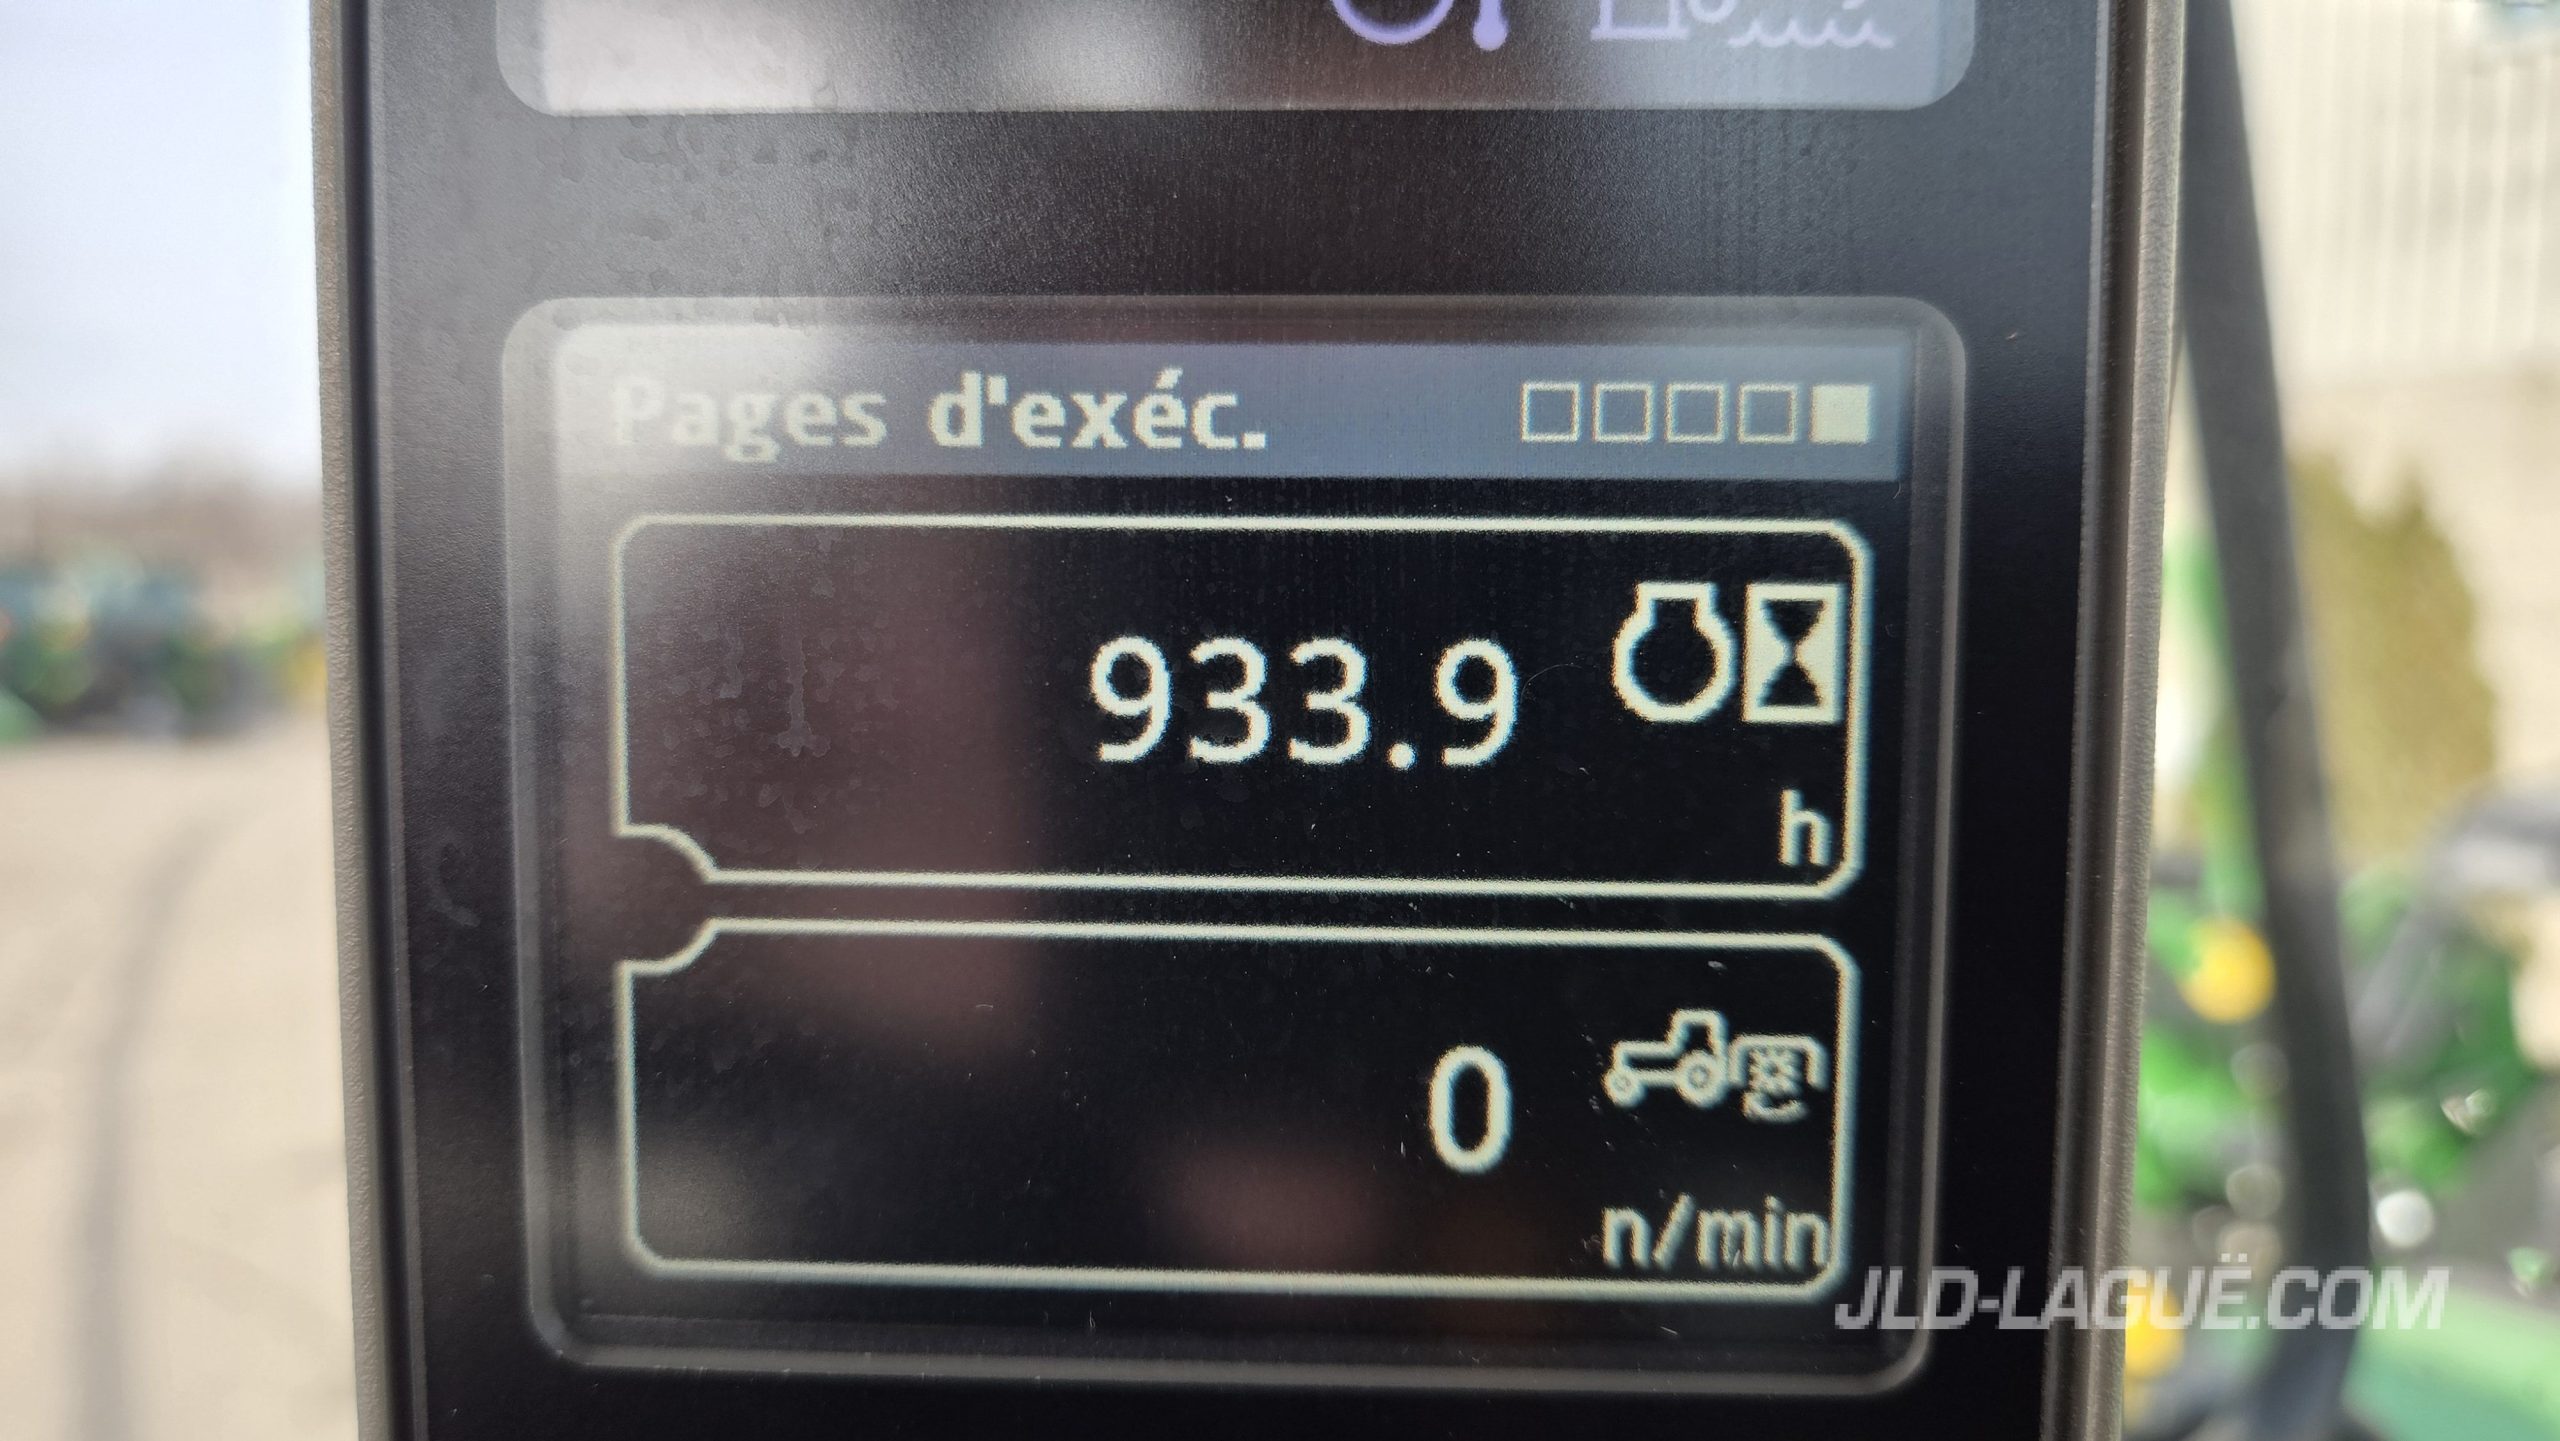 Pages d'exéc.
933.9
h
0
n/min
JLD-LAGUË.COM